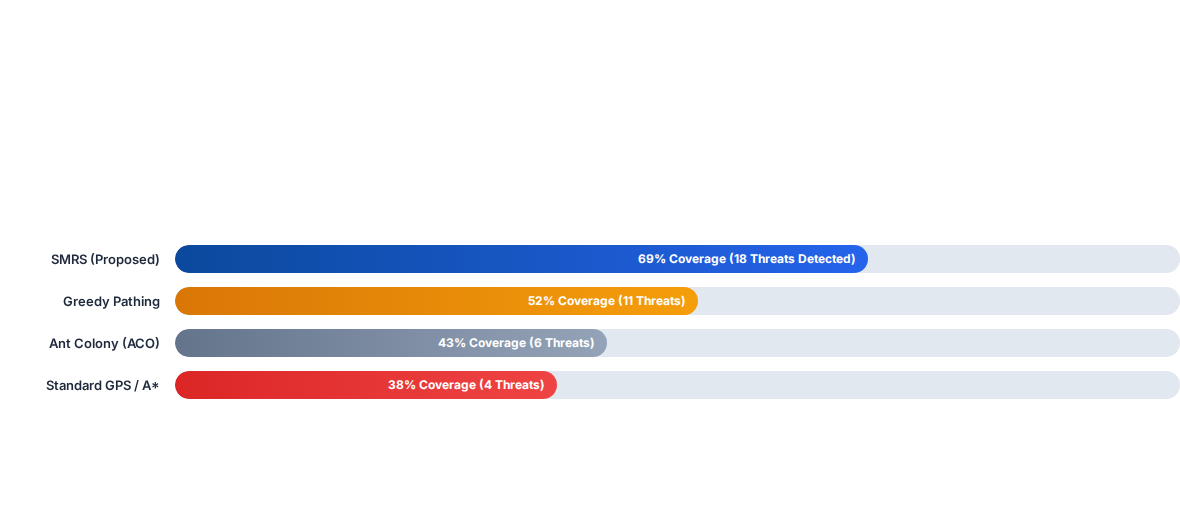 SMRS (Proposed) 69% Coverage (18 Threats Detected)
Greedy Pathing 52% Coverage (11 Threats)
Ant Colony (ACO) 43% Coverage (6 Threats)
Standard GPS / A* 38% Coverage (4 Threats)